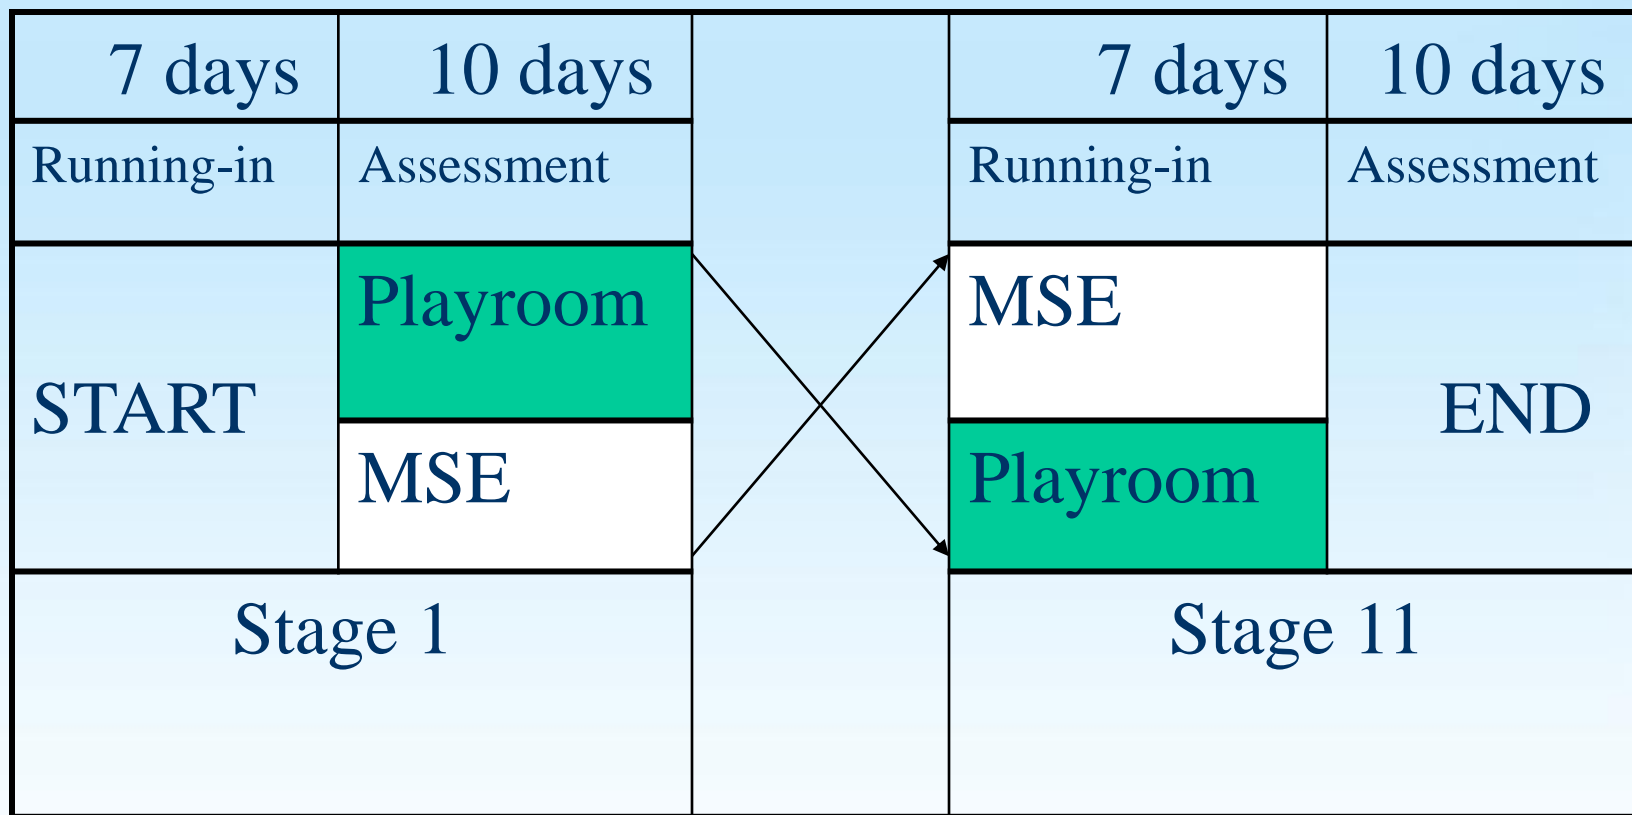 7 days 10 days 7 days 10 days
Running-in Assessment Running-in Assessment
Playroom MSE
START END
MSE Playroom
Stage 1 Stage 11